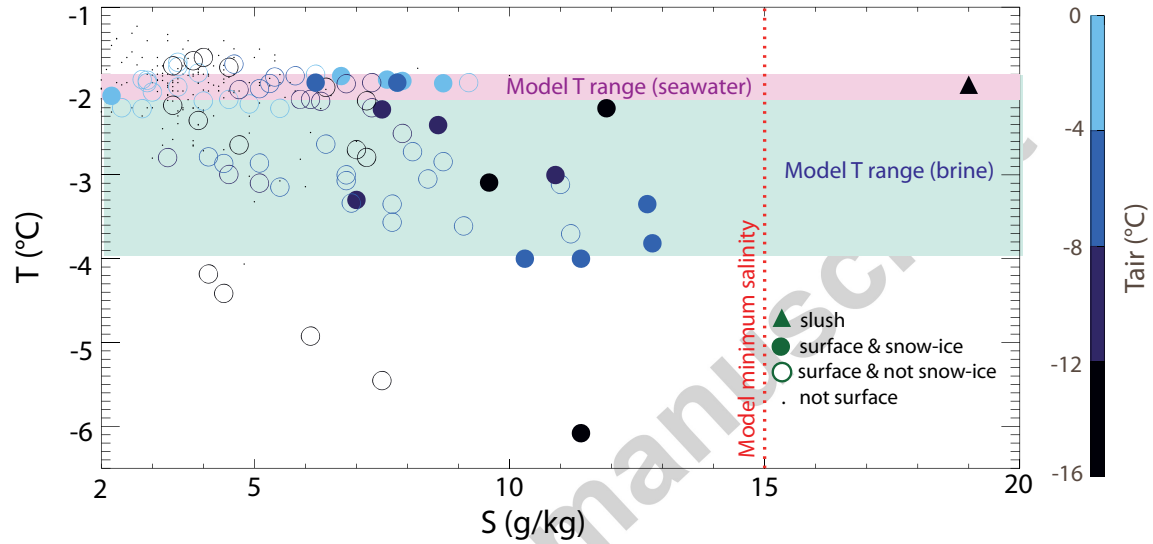 -1
-2
-3
-4
-5
-6
T (°C)
2
5
10
15
20
S (g/kg)
Model T range (seawater)
Model T range (brine)
Model minimum salinity
slush
surface & snow-ice
surface & not snow-ice
not surface
0
-4
-8
-12
-16
Tair (°C)
manuscript